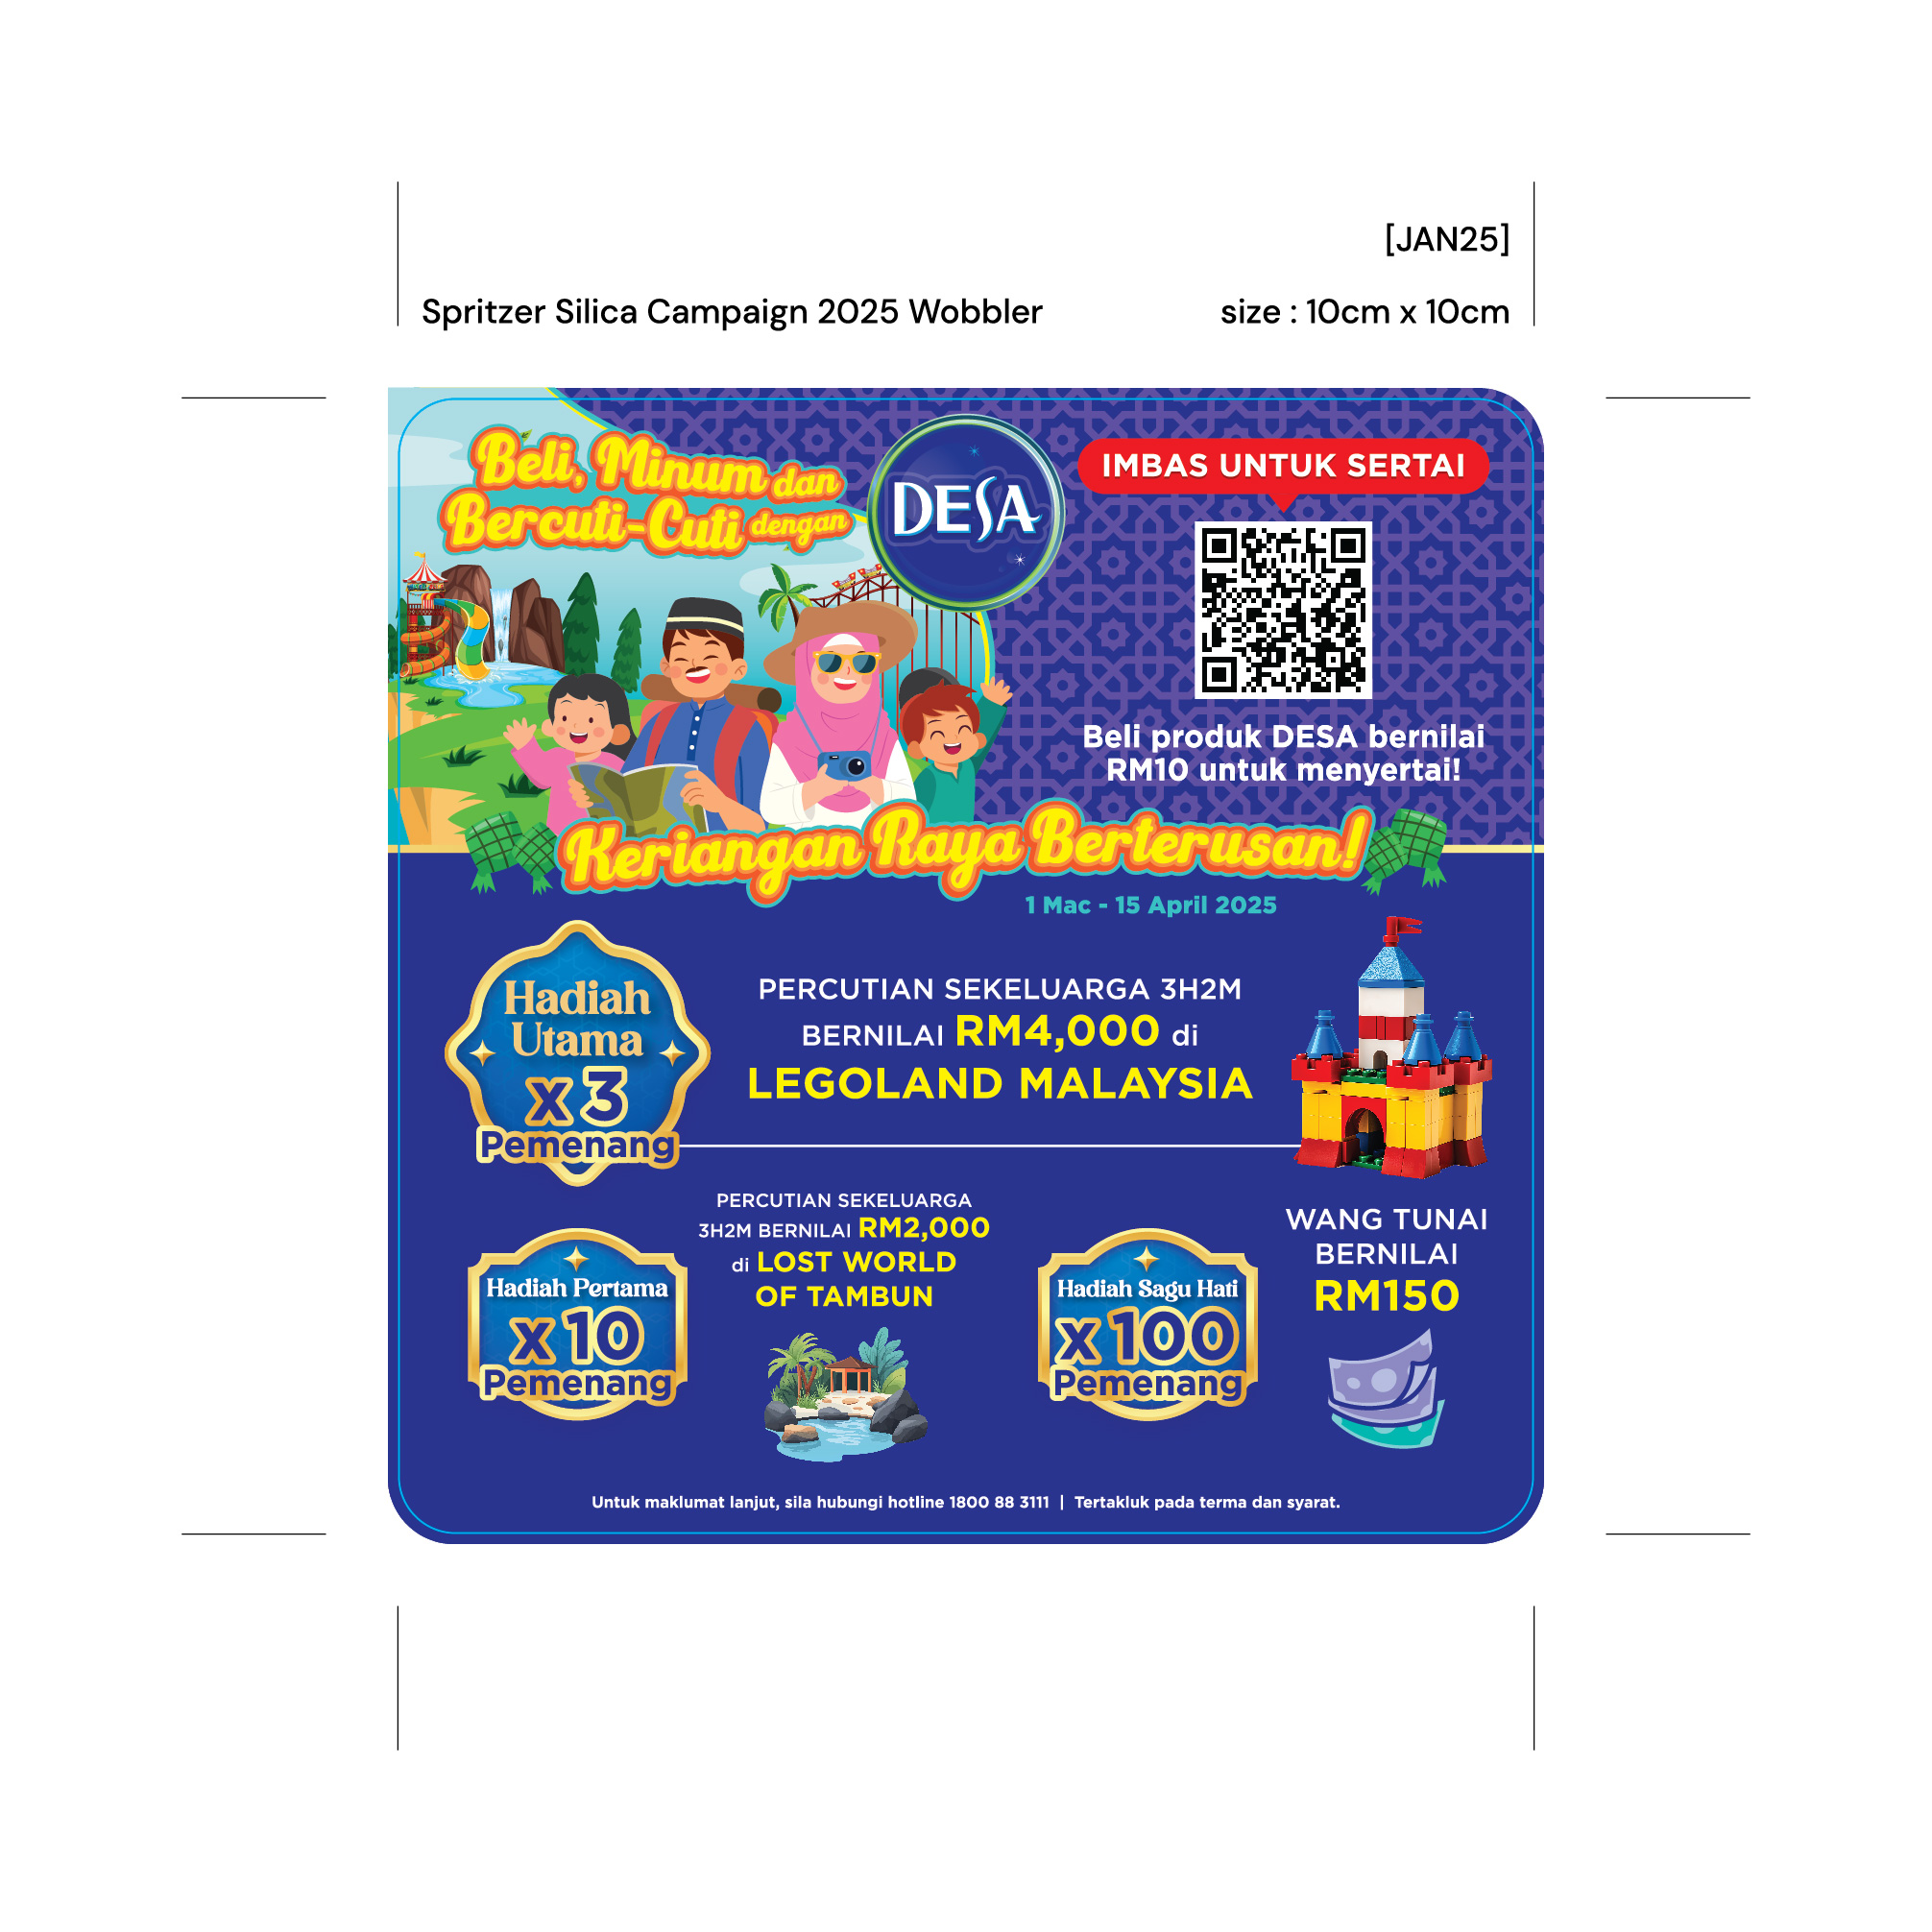 [JAN25]
Spritzer Silica Campaign 2025 Wobbler
size : 10cm x 10cm
Beli, Minum dan
Bercuti-Cuti dengan
DESA
IMBAS UNTUK SERTAI
Beli produk DESA bernilai
RM10 untuk menyertai!
Keriangan Raya Berterusan!
1 Mac - 15 April 2025
Hadiah
Utama
x 3
Pemenang
PERCUTIAN SEKELUARGA 3H2M
BERNILAI RM4,000 di
LEGOLAND MALAYSIA
Hadiah Pertama
x 10
Pemenang
PERCUTIAN SEKELUARGA
3H2M BERNILAI RM2,000
di LOST WORLD
OF TAMBUN
Hadiah Sagu Hati
x 100
Pemenang
WANG TUNAI
BERNILAI
RM150
Untuk maklumat lanjut, sila hubungi hotline 1800 88 3111 | Tertakluk pada terma dan syarat.